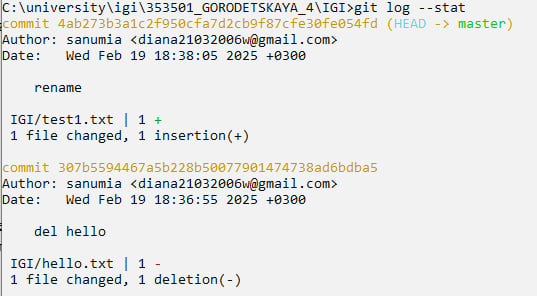 C:\university\igi\353501_GORODETSKAYA_4\IGI>git log --stat
commit 4ab273b3a1c2f950cfa7d2cb9f87cfe30fe054fd (HEAD -> master)
Author: sanumia <diana21032006w@gmail.com>
Date:   Wed Feb 19 18:38:05 2025 +0300
rename
IGI/test1.txt | 1 +
1 file changed, 1 insertion(+)
commit 307b5594467a5b228b50077901474738ad6bdba5
Author: sanumia <diana21032006w@gmail.com>
Date:   Wed Feb 19 18:36:55 2025 +0300
del hello
IGI/hello.txt | 1 -
1 file changed, 1 deletion(-)